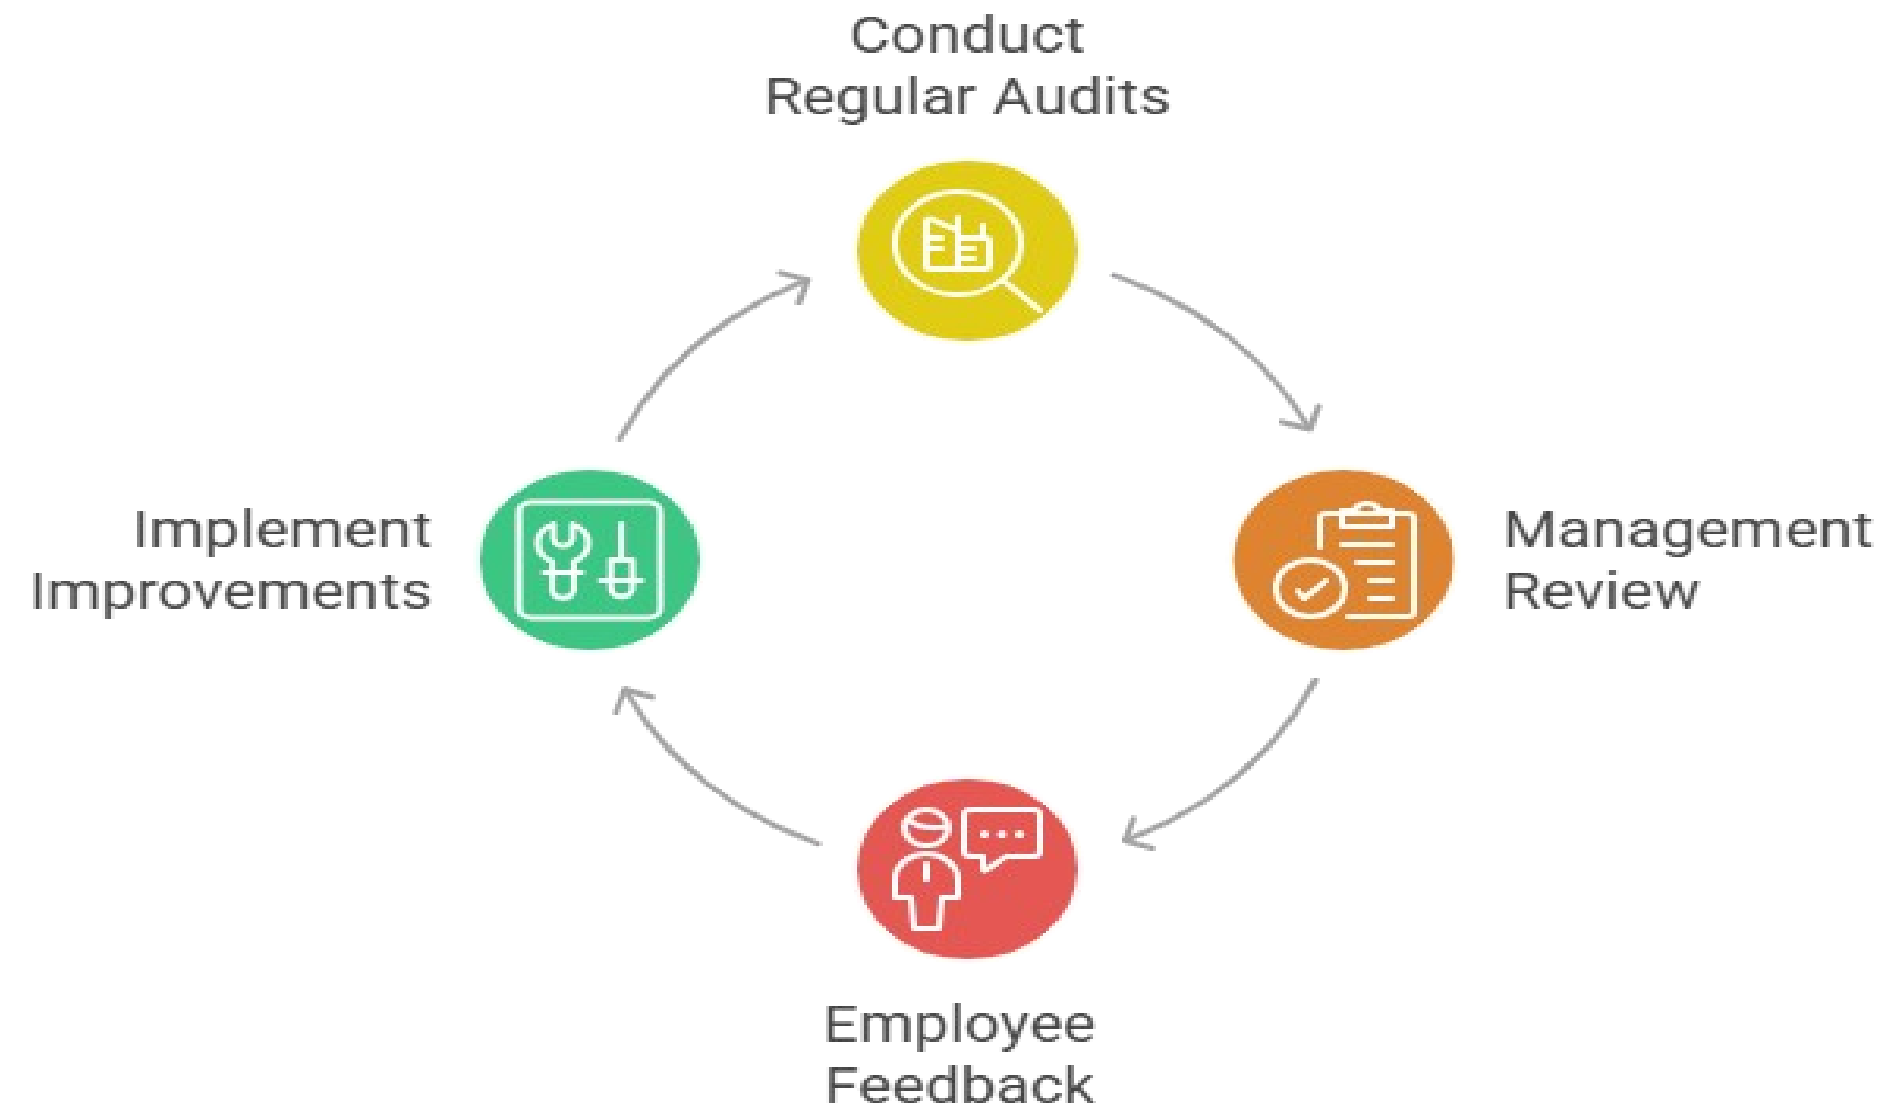 Conduct
Regular Audits
Implement
Improvements
Management
Review
Employee
Feedback